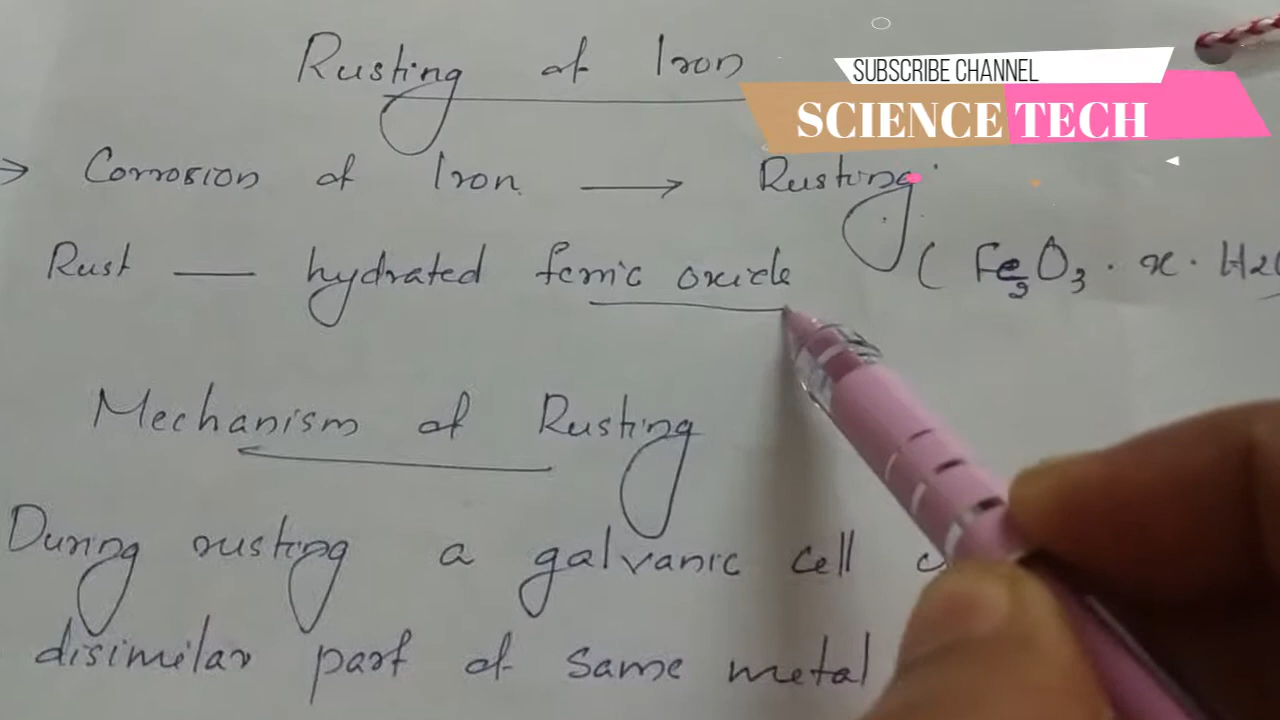 Rusting of Iron
SUBSCRIBE CHANNEL
SCIENCE TECH
→ Corrosion of Iron → Rusting
Rust — hydrated ferric oxide (Fe2O3 · x · H2O
Mechanism of Rusting
During rusting a galvanic cell
disimilar part of same metal